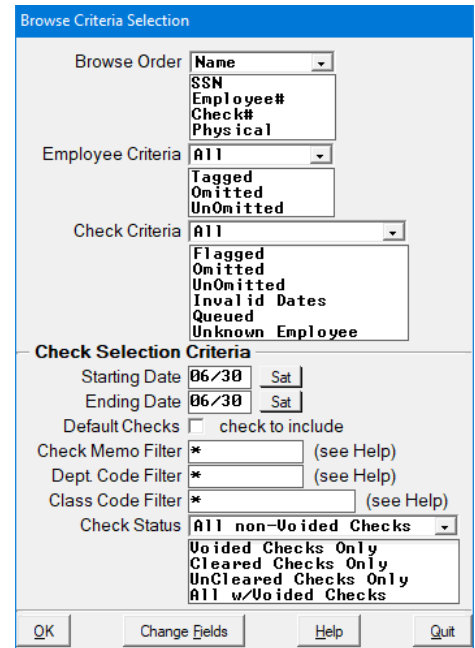 Browse Criteria Selection
Browse Order Name
SSN
Employee#
Check#
Physical
Employee Criteria All
Tagged
Omitted
UnOmitted
Check Criteria All
Flagged
Omitted
UnOmitted
Invalid Dates
Queued
Unknown Employee
Check Selection Criteria
Starting Date 06/30 Sat
Ending Date 06/30 Sat
Default Checks check to include
Check Memo Filter * (see Help)
Dept. Code Filter * (see Help)
Class Code Filter * (see Help)
Check Status All non-Voided Checks
Voided Checks Only
Cleared Checks Only
UnCleared Checks Only
All w/Voided Checks
OK Change Fields Help Quit